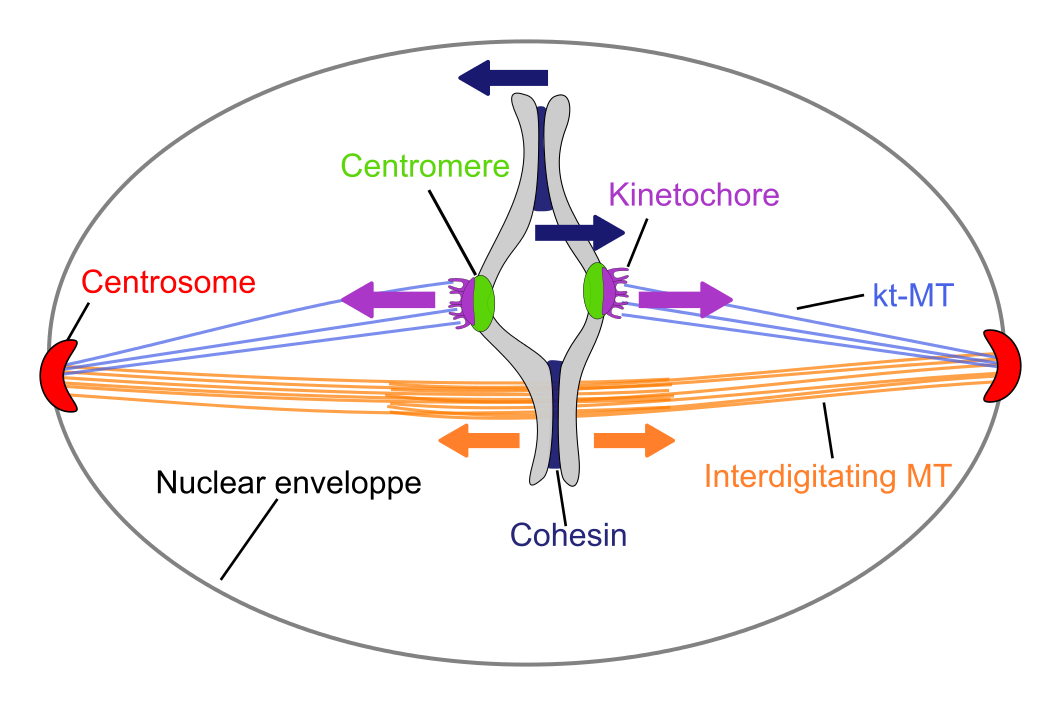 Centromere
Kinetochore
Centrosome
kt-MT
Interdigitating MT
Nuclear enveloppe
Cohesin